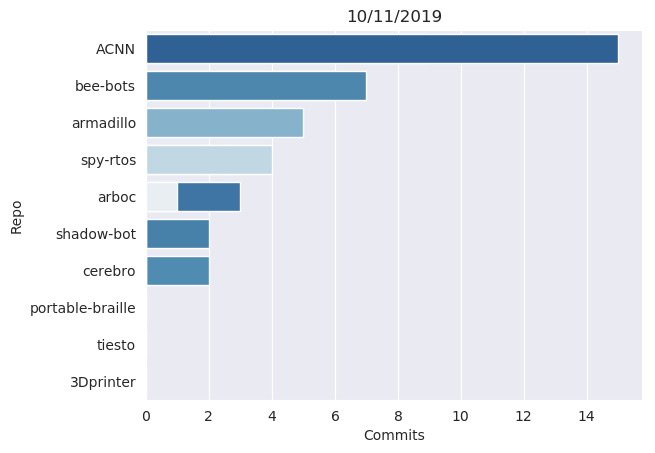 10/11/2019
ACNN
bee-bots
armadillo
spy-rtos
arboc
shadow-bot
cerebro
portable-braille
tiesto
3Dprinter
Repo
0 2 4 6 8 10 12 14
Commits